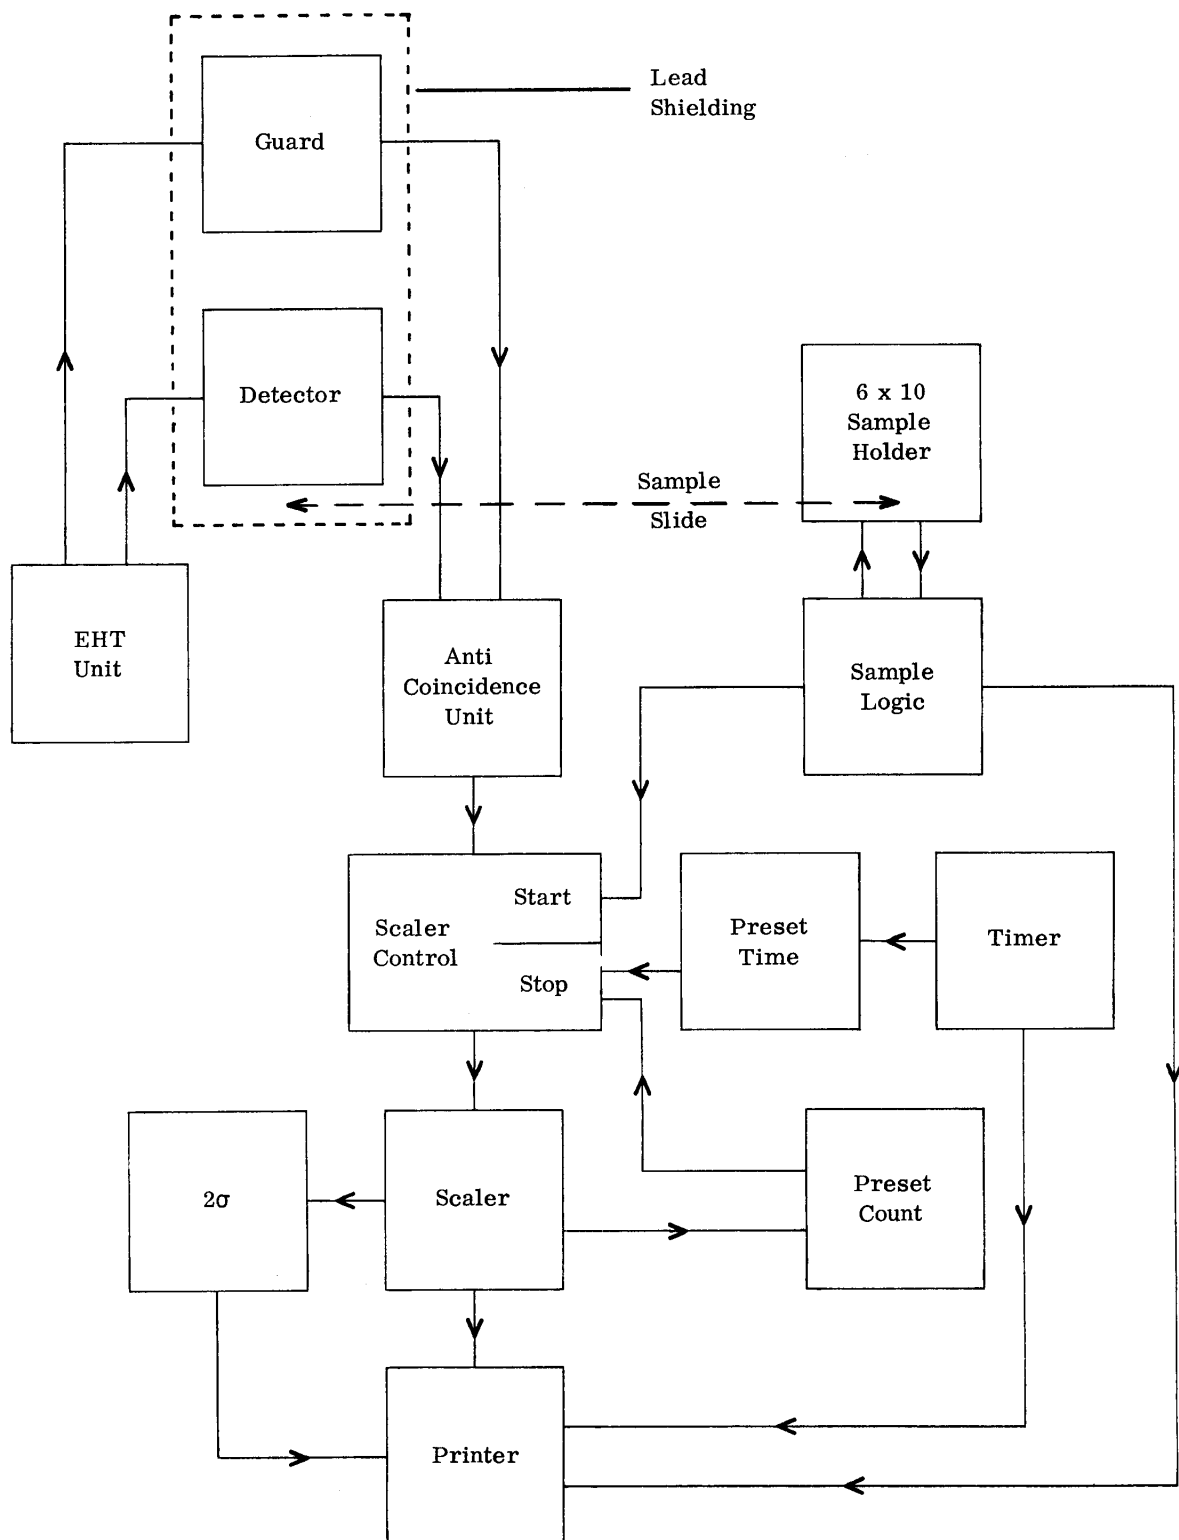 Lead
Shielding
Guard
Detector
6 x 10
Sample
Holder
Sample
Slide
EHT
Unit
Anti
Coincidence
Unit
Sample
Logic
Scaler
Control
Start
Stop
Preset
Time
Timer
2σ
Scaler
Preset
Count
Printer